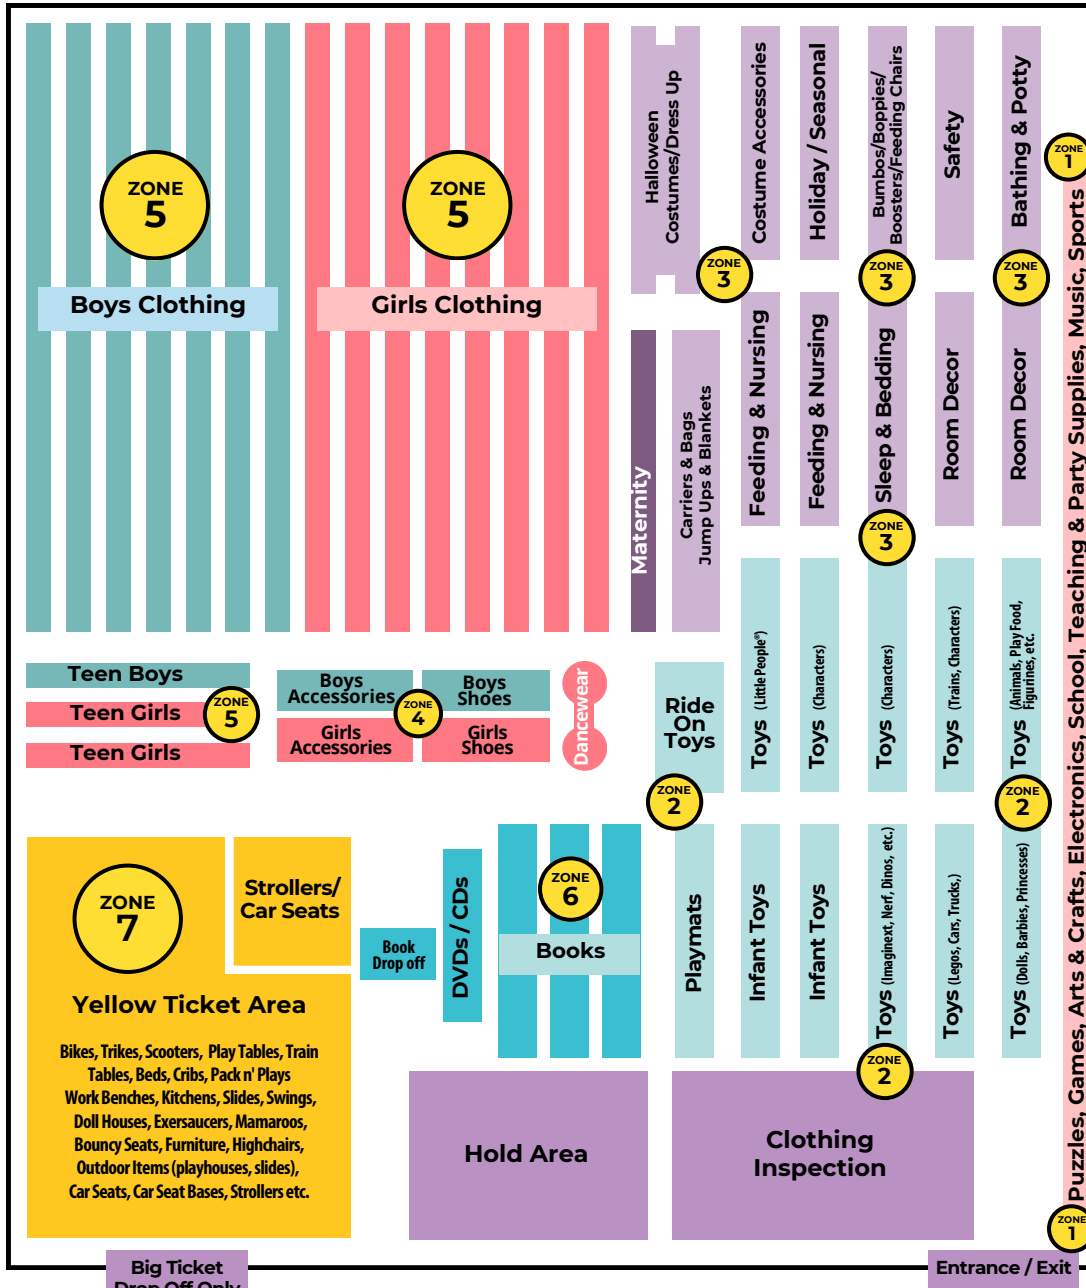 Halloween
Costumes/Dress Up
Costume Accessories
Holiday / Seasonal
Bumbos/Boppies/
Boosters/Feeding Chairs
Safety
Bathing & Potty
ZONE
1
ZONE
5
ZONE
5
ZONE
3
ZONE
3
ZONE
3
Boys Clothing
Girls Clothing
Maternity
Carriers & Bags
Jump Ups & Blankets
Feeding & Nursing
Feeding & Nursing
Sleep & Bedding
Room Decor
Room Decor
ZONE
3
Puzzles, Games, Arts & Crafts, Electronics, School, Teaching & Party Supplies, Music, Sports
Teen Boys
Teen Girls
Teen Girls
ZONE
5
Boys
Accessories
Boys
Shoes
ZONE
4
Girls
Accessories
Girls
Shoes
Dancewear
Ride
On
Toys
Toys (Little People®)
Toys (Characters)
Toys (Characters)
Toys (Trains, Characters)
Toys (Animals, Play Food,
Figurines, etc.
ZONE
2
ZONE
2
ZONE
7
Strollers/
Car Seats
Book
Drop off
DVDs / CDs
ZONE
6
Books
Playmats
Infant Toys
Infant Toys
Toys (Imaginext, Nerf, Dinos, etc.)
Toys (Legos, Cars, Trucks,)
Toys (Dolls, Barbies, Princesses)
Yellow Ticket Area
Bikes, Trikes, Scooters, Play Tables, Train
Tables, Beds, Cribs, Pack n' Plays
Work Benches, Kitchens, Slides, Swings,
Doll Houses, Exersaucers, Mamaroos,
Bouncy Seats, Furniture, Highchairs,
Outdoor Items (playhouses, slides),
Car Seats, Car Seat Bases, Strollers etc.
ZONE
2
Hold Area
Clothing
Inspection
ZONE
1
Big Ticket
Drop Off Only
Entrance / Exit